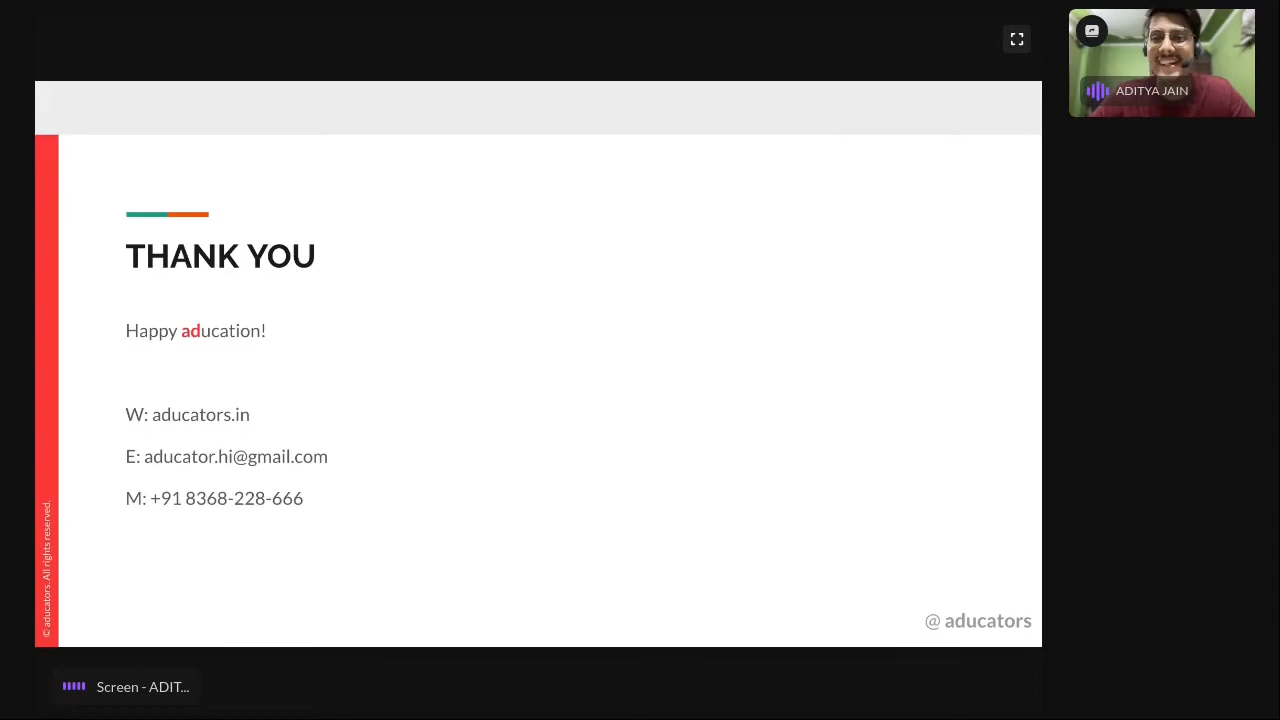 ADITYA JAIN
THANK YOU
Happy aducation!
W: aducators.in
E: aducator.hi@gmail.com
M: +91 8368-228-666
© aducators. All rights reserved.
@ aducators
Screen - ADIT...